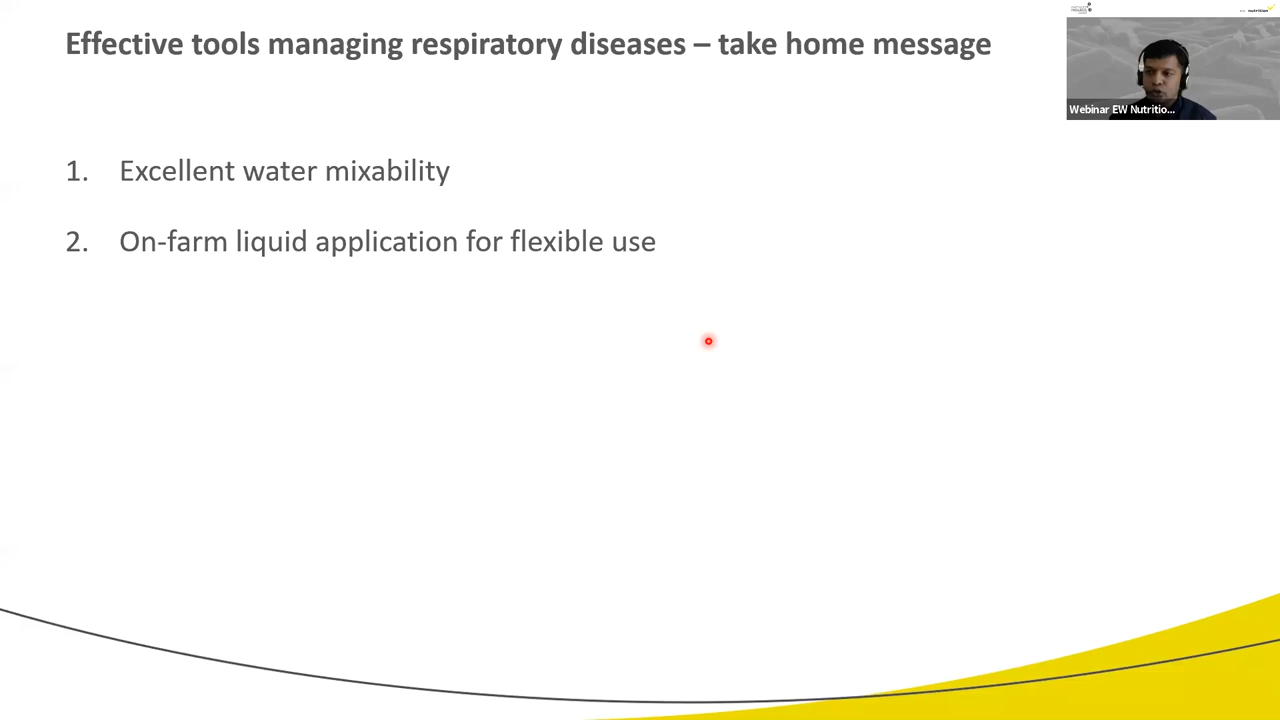 Effective tools managing respiratory diseases – take home message
nutrition
Webinar EW Nutritio...
1. Excellent water mixability
2. On-farm liquid application for flexible use